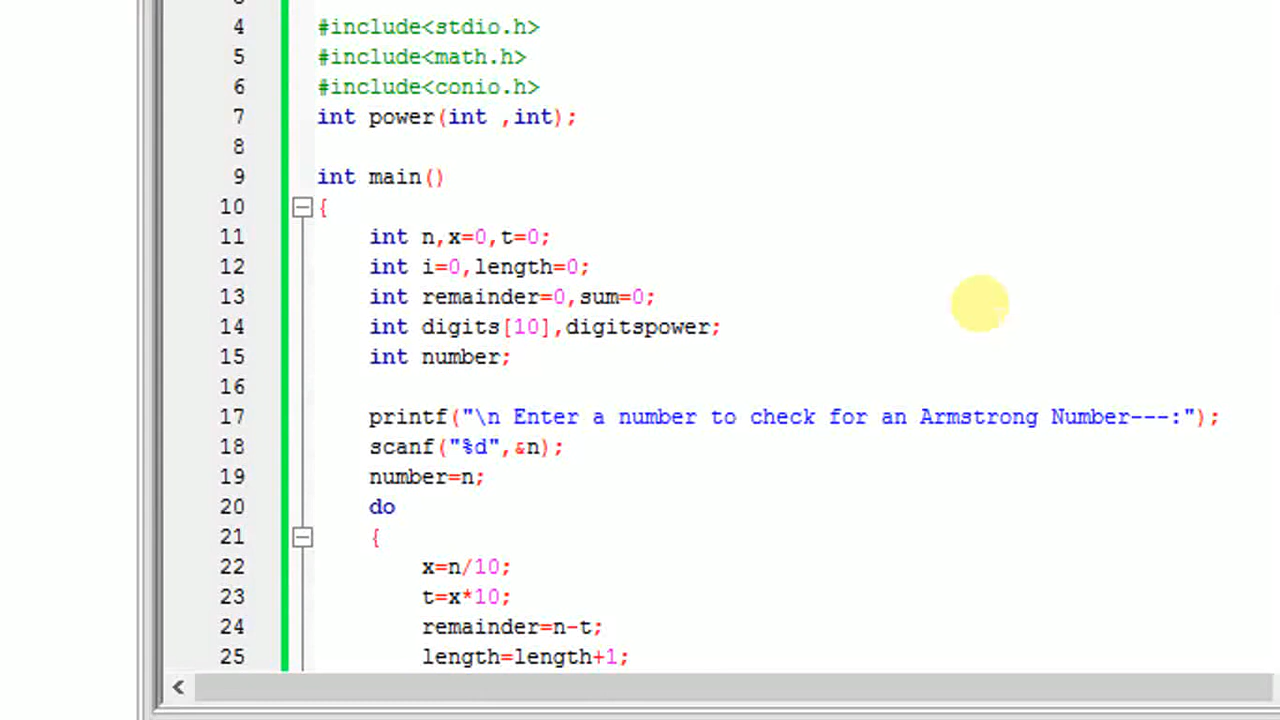 4 #include<stdio.h>
5 #include<math.h>
6 #include<conio.h>
7 int power(int ,int);
8
9 int main()
10 {
11 int n,x=0,t=0;
12 int i=0,length=0;
13 int remainder=0,sum=0;
14 int digits[10],digitspower;
15 int number;
16
17 printf("\n Enter a number to check for an Armstrong Number---:");
18 scanf("%d",&n);
19 number=n;
20 do
21 {
22 x=n/10;
23 t=x*10;
24 remainder=n-t;
25 length=length+1;